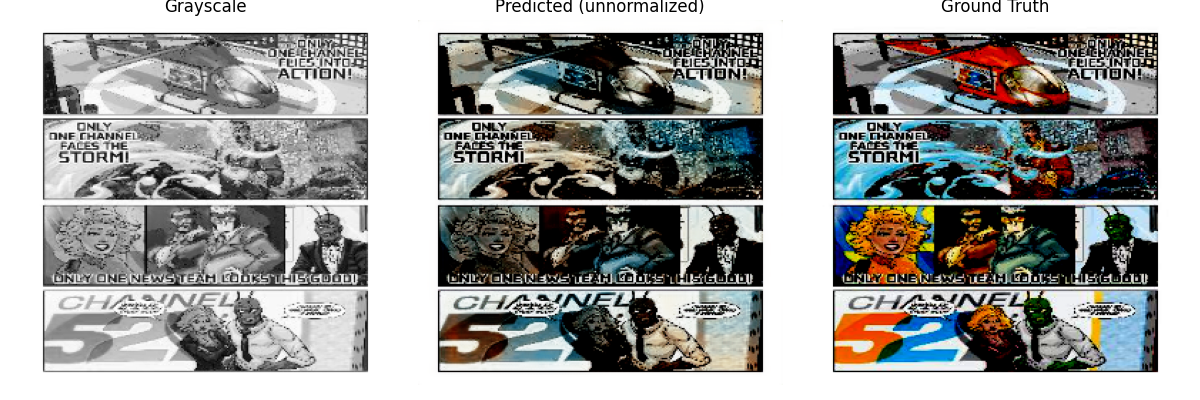 Grayscale
ONLY
ONE CHANNEL
FLIES INTO
ACTION!
ONLY
ONE CHANNEL
FACES THE
STORM!
ONLY ONE NEWS TEAM LOOKS THIS GOOD!
CHANNEL
52
Predicted (unnormalized)
ONLY
ONE CHANNEL
FLIES INTO
ACTION!
ONLY
ONE CHANNEL
FACES THE
STORM!
ONLY ONE NEWS TEAM LOOKS THIS GOOD!
CHANNEL
52
Ground Truth
ONLY
ONE CHANNEL
FLIES INTO
ACTION!
ONLY
ONE CHANNEL
FACES THE
STORM!
ONLY ONE NEWS TEAM LOOKS THIS GOOD!
CHANNEL
52